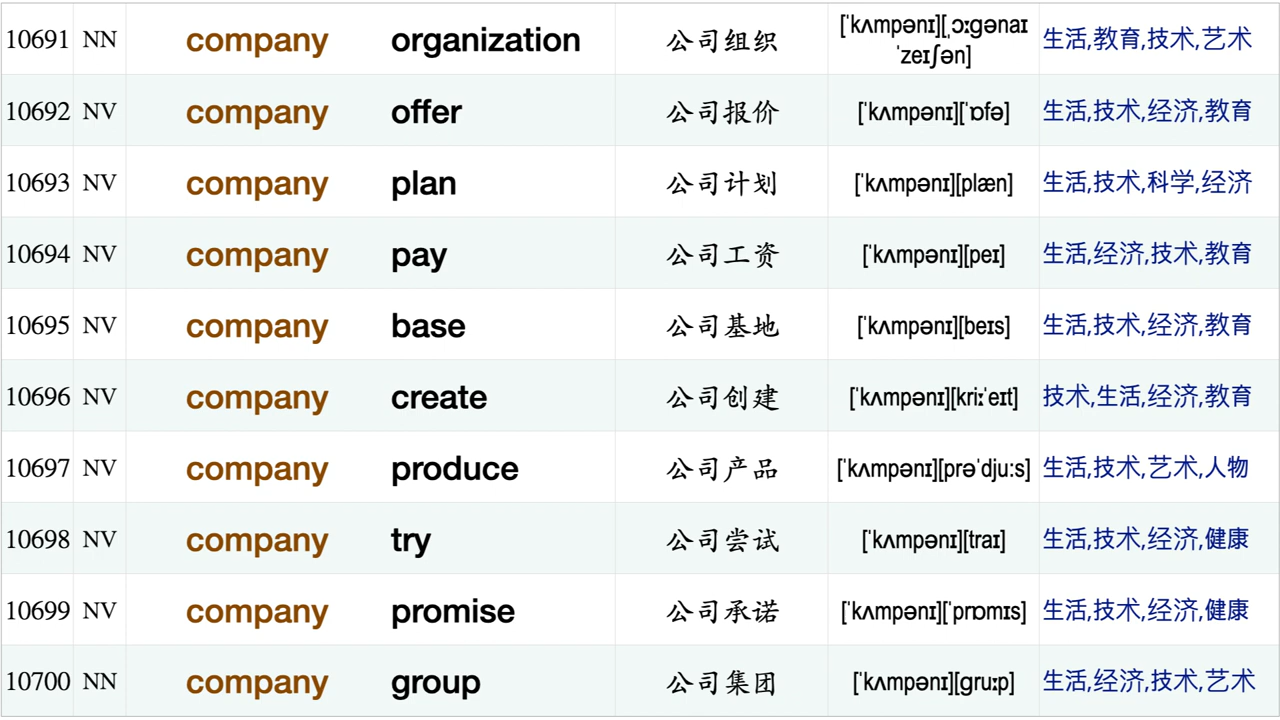 10691 NN company organization 公司组织 [ˈkʌmpənɪ][ˌɔːgənaɪ
ˈzeɪʃən] 生活,教育,技术,艺术
10692 NV company offer 公司报价 [ˈkʌmpənɪ][ˈɒfə] 生活,技术,经济,教育
10693 NV company plan 公司计划 [ˈkʌmpənɪ][plæn] 生活,技术,科学,经济
10694 NV company pay 公司工资 [ˈkʌmpənɪ][peɪ] 生活,经济,技术,教育
10695 NV company base 公司基地 [ˈkʌmpənɪ][beɪs] 生活,技术,经济,教育
10696 NV company create 公司创建 [ˈkʌmpənɪ][kriːˈeɪt] 技术,生活,经济,教育
10697 NV company produce 公司产品 [ˈkʌmpənɪ][prəˈdju:s] 生活,技术,艺术,人物
10698 NV company try 公司尝试 [ˈkʌmpənɪ][traɪ] 生活,技术,经济,健康
10699 NV company promise 公司承诺 [ˈkʌmpənɪ][ˈprɒmɪs] 生活,技术,经济,健康
10700 NN company group 公司集团 [ˈkʌmpənɪ][gruːp] 生活,经济,技术,艺术